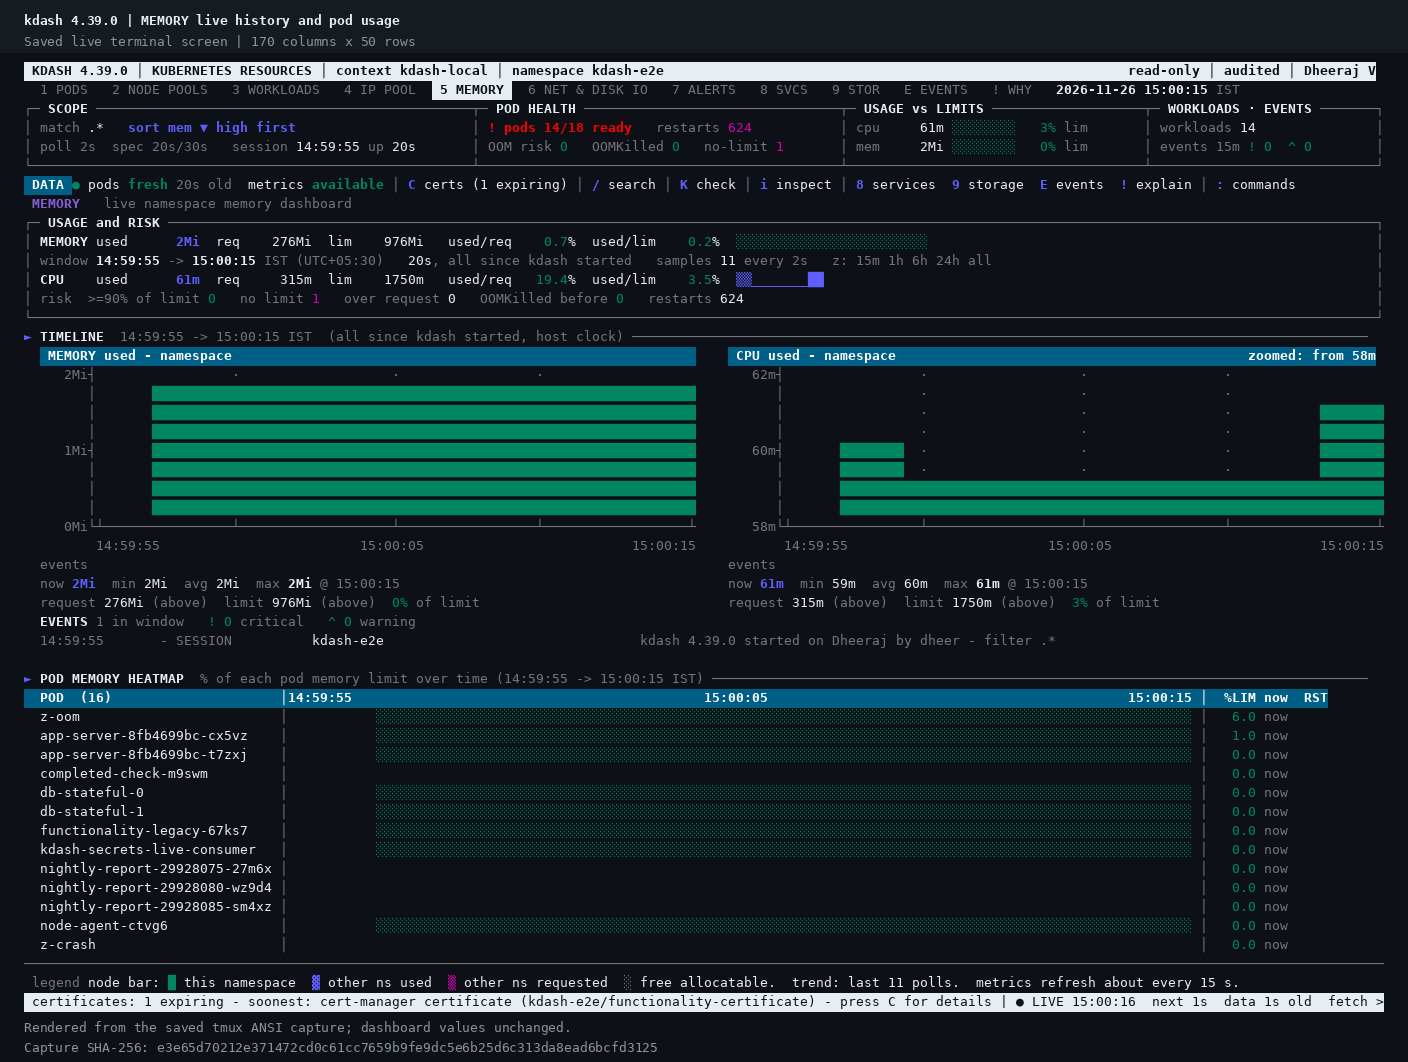 kdash 4.39.0 | MEMORY live history and pod usage
Saved live terminal screen | 170 columns x 50 rows
KDASH 4.39.0 │ KUBERNETES RESOURCES │ context kdash-local │ namespace kdash-e2e read-only │ audited │ Dheeraj V
1 PODS 2 NODE POOLS 3 WORKLOADS 4 IP POOL 5 MEMORY 6 NET & DISK IO 7 ALERTS 8 SVCS 9 STOR E EVENTS ! WHY 2026-11-26 15:00:15 IST
SCOPE POD HEALTH USAGE vs LIMITS WORKLOADS · EVENTS
match .* sort mem ▼ high first │ ! pods 14/18 ready restarts 624 │ cpu 61m 3% lim │ workloads 14
poll 2s spec 20s/30s session 14:59:55 up 20s │ OOM risk 0 OOMKilled 0 no-limit 1 │ mem 2Mi 0% lim │ events 15m ! 0 ^ 0
DATA ● pods fresh 20s old metrics available │ C certs (1 expiring) │ / search │ K check │ i inspect │ 8 services 9 storage E events ! explain │ : commands
MEMORY live namespace memory dashboard
USAGE and RISK
MEMORY used 2Mi req 276Mi lim 976Mi used/req 0.7% used/lim 0.2%
window 14:59:55 -> 15:00:15 IST (UTC+05:30) 20s, all since kdash started samples 11 every 2s z: 15m 1h 6h 24h all
CPU used 61m req 315m lim 1750m used/req 19.4% used/lim 3.5%
risk >=90% of limit 0 no limit 1 over request 0 OOMKilled before 0 restarts 624
► TIMELINE 14:59:55 -> 15:00:15 IST (all since kdash started, host clock)
MEMORY used - namespace CPU used - namespace zoomed: from 58m
2Mi 62m
1Mi 60m
0Mi 58m
14:59:55 15:00:05 15:00:15 14:59:55 15:00:05 15:00:15
events events
now 2Mi min 2Mi avg 2Mi max 2Mi @ 15:00:15 now 61m min 59m avg 60m max 61m @ 15:00:15
request 276Mi (above) limit 976Mi (above) 0% of limit request 315m (above) limit 1750m (above) 3% of limit
EVENTS 1 in window ! 0 critical ^ 0 warning
14:59:55 - SESSION kdash-e2e kdash 4.39.0 started on Dheeraj by dheer - filter .*
► POD MEMORY HEATMAP % of each pod memory limit over time (14:59:55 -> 15:00:15 IST)
POD (16) │14:59:55 15:00:05 15:00:15 │ %LIM now RST
z-oom 6.0 now
app-server-8fb4699bc-cx5vz 1.0 now
app-server-8fb4699bc-t7zxj 0.0 now
completed-check-m9swm 0.0 now
db-stateful-0 0.0 now
db-stateful-1 0.0 now
functionality-legacy-67ks7 0.0 now
kdash-secrets-live-consumer 0.0 now
nightly-report-29928075-27m6x 0.0 now
nightly-report-29928080-wz9d4 0.0 now
nightly-report-29928085-sm4xz 0.0 now
node-agent-ctvg6 0.0 now
z-crash 0.0 now
legend node bar: █ this namespace ▓ other ns used ▒ other ns requested ░ free allocatable. trend: last 11 polls. metrics refresh about every 15 s.
certificates: 1 expiring - soonest: cert-manager certificate (kdash-e2e/functionality-certificate) - press C for details | ● LIVE 15:00:16 next 1s data 1s old fetch >
Rendered from the saved tmux ANSI capture; dashboard values unchanged.
Capture SHA-256: e3e65d70212e371472cd0c61cc7659b9fe9dc5e6b25d6c313da8ead6bcfd3125